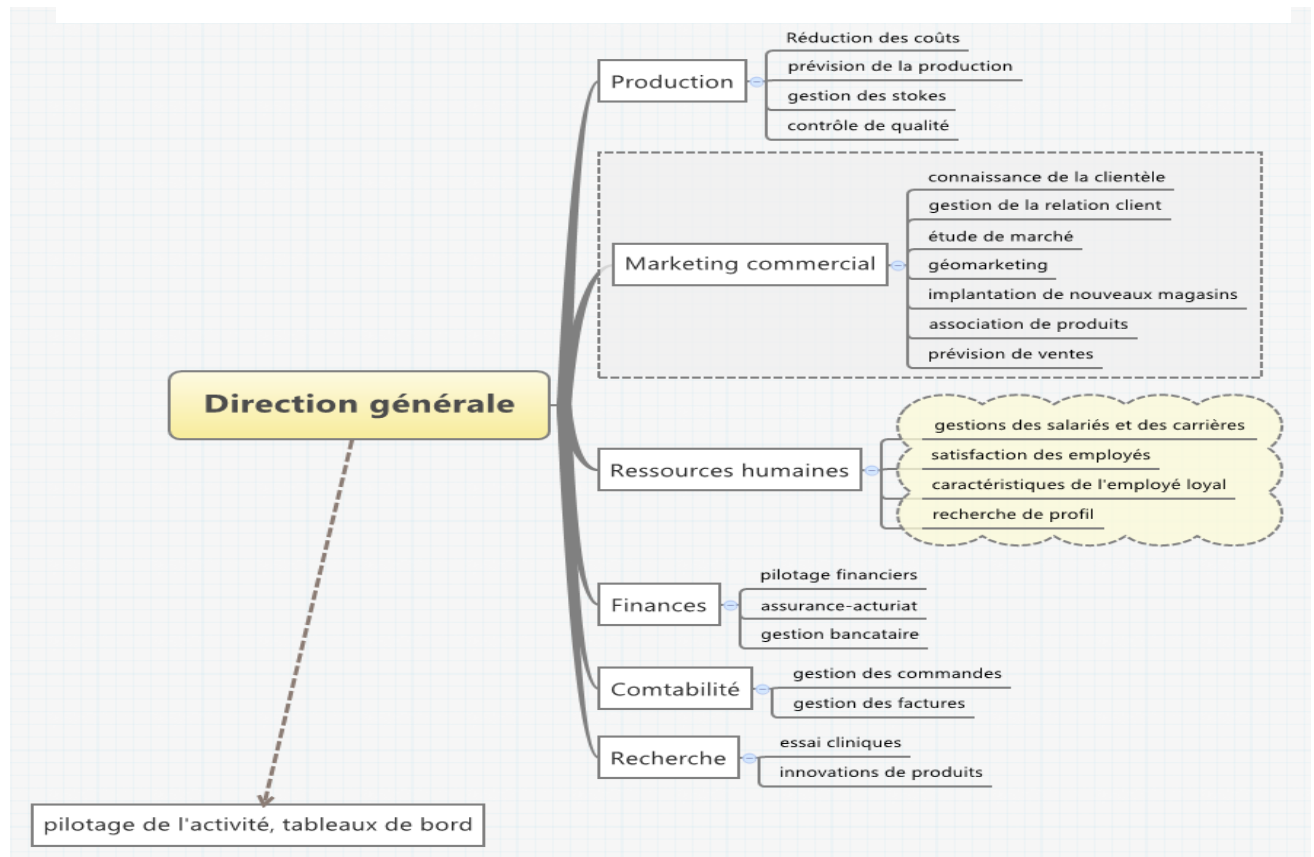 Direction générale
Production
Réduction des coûts
prévision de la production
gestion des stokes
contrôle de qualité
Marketing commercial
connaissance de la clientèle
gestion de la relation client
étude de marché
géomarketing
implantation de nouveaux magasins
association de produits
prévision de ventes
Ressources humaines
gestions des salariés et des carrières
satisfaction des employés
caractéristiques de l'employé loyal
recherche de profil
Finances
pilotage financiers
assurance-acturiat
gestion bancataire
Comtabilité
gestion des commandes
gestion des factures
Recherche
essai cliniques
innovations de produits
pilotage de l'activité, tableaux de bord